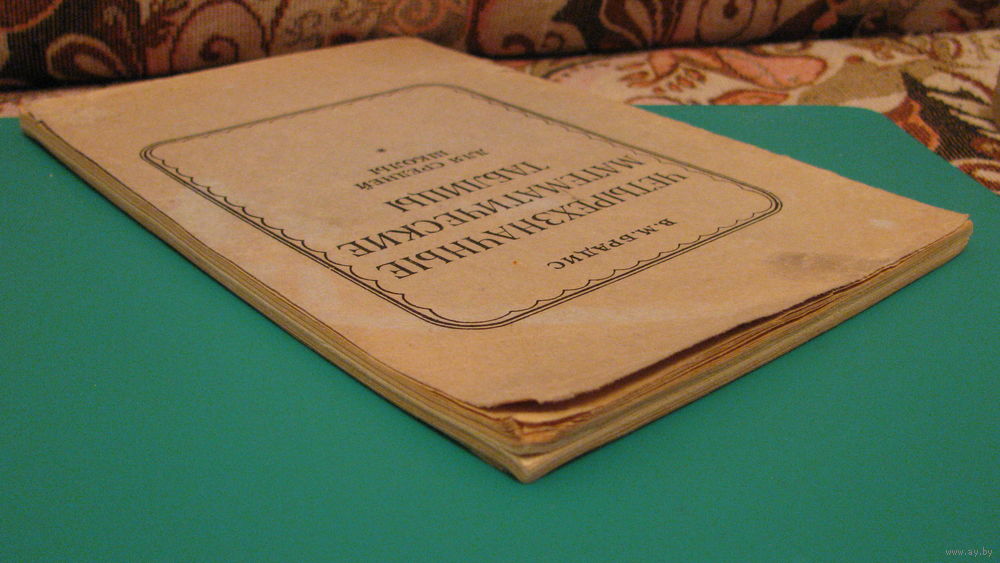 В. М. БРАДИС
ЧЕТЫРЕХЗНАЧНЫЕ
МАТЕМАТИЧЕСКИЕ
ТАБЛИЦЫ
ДЛЯ СРЕДНЕЙ
ШКОЛЫ
www.ay.by